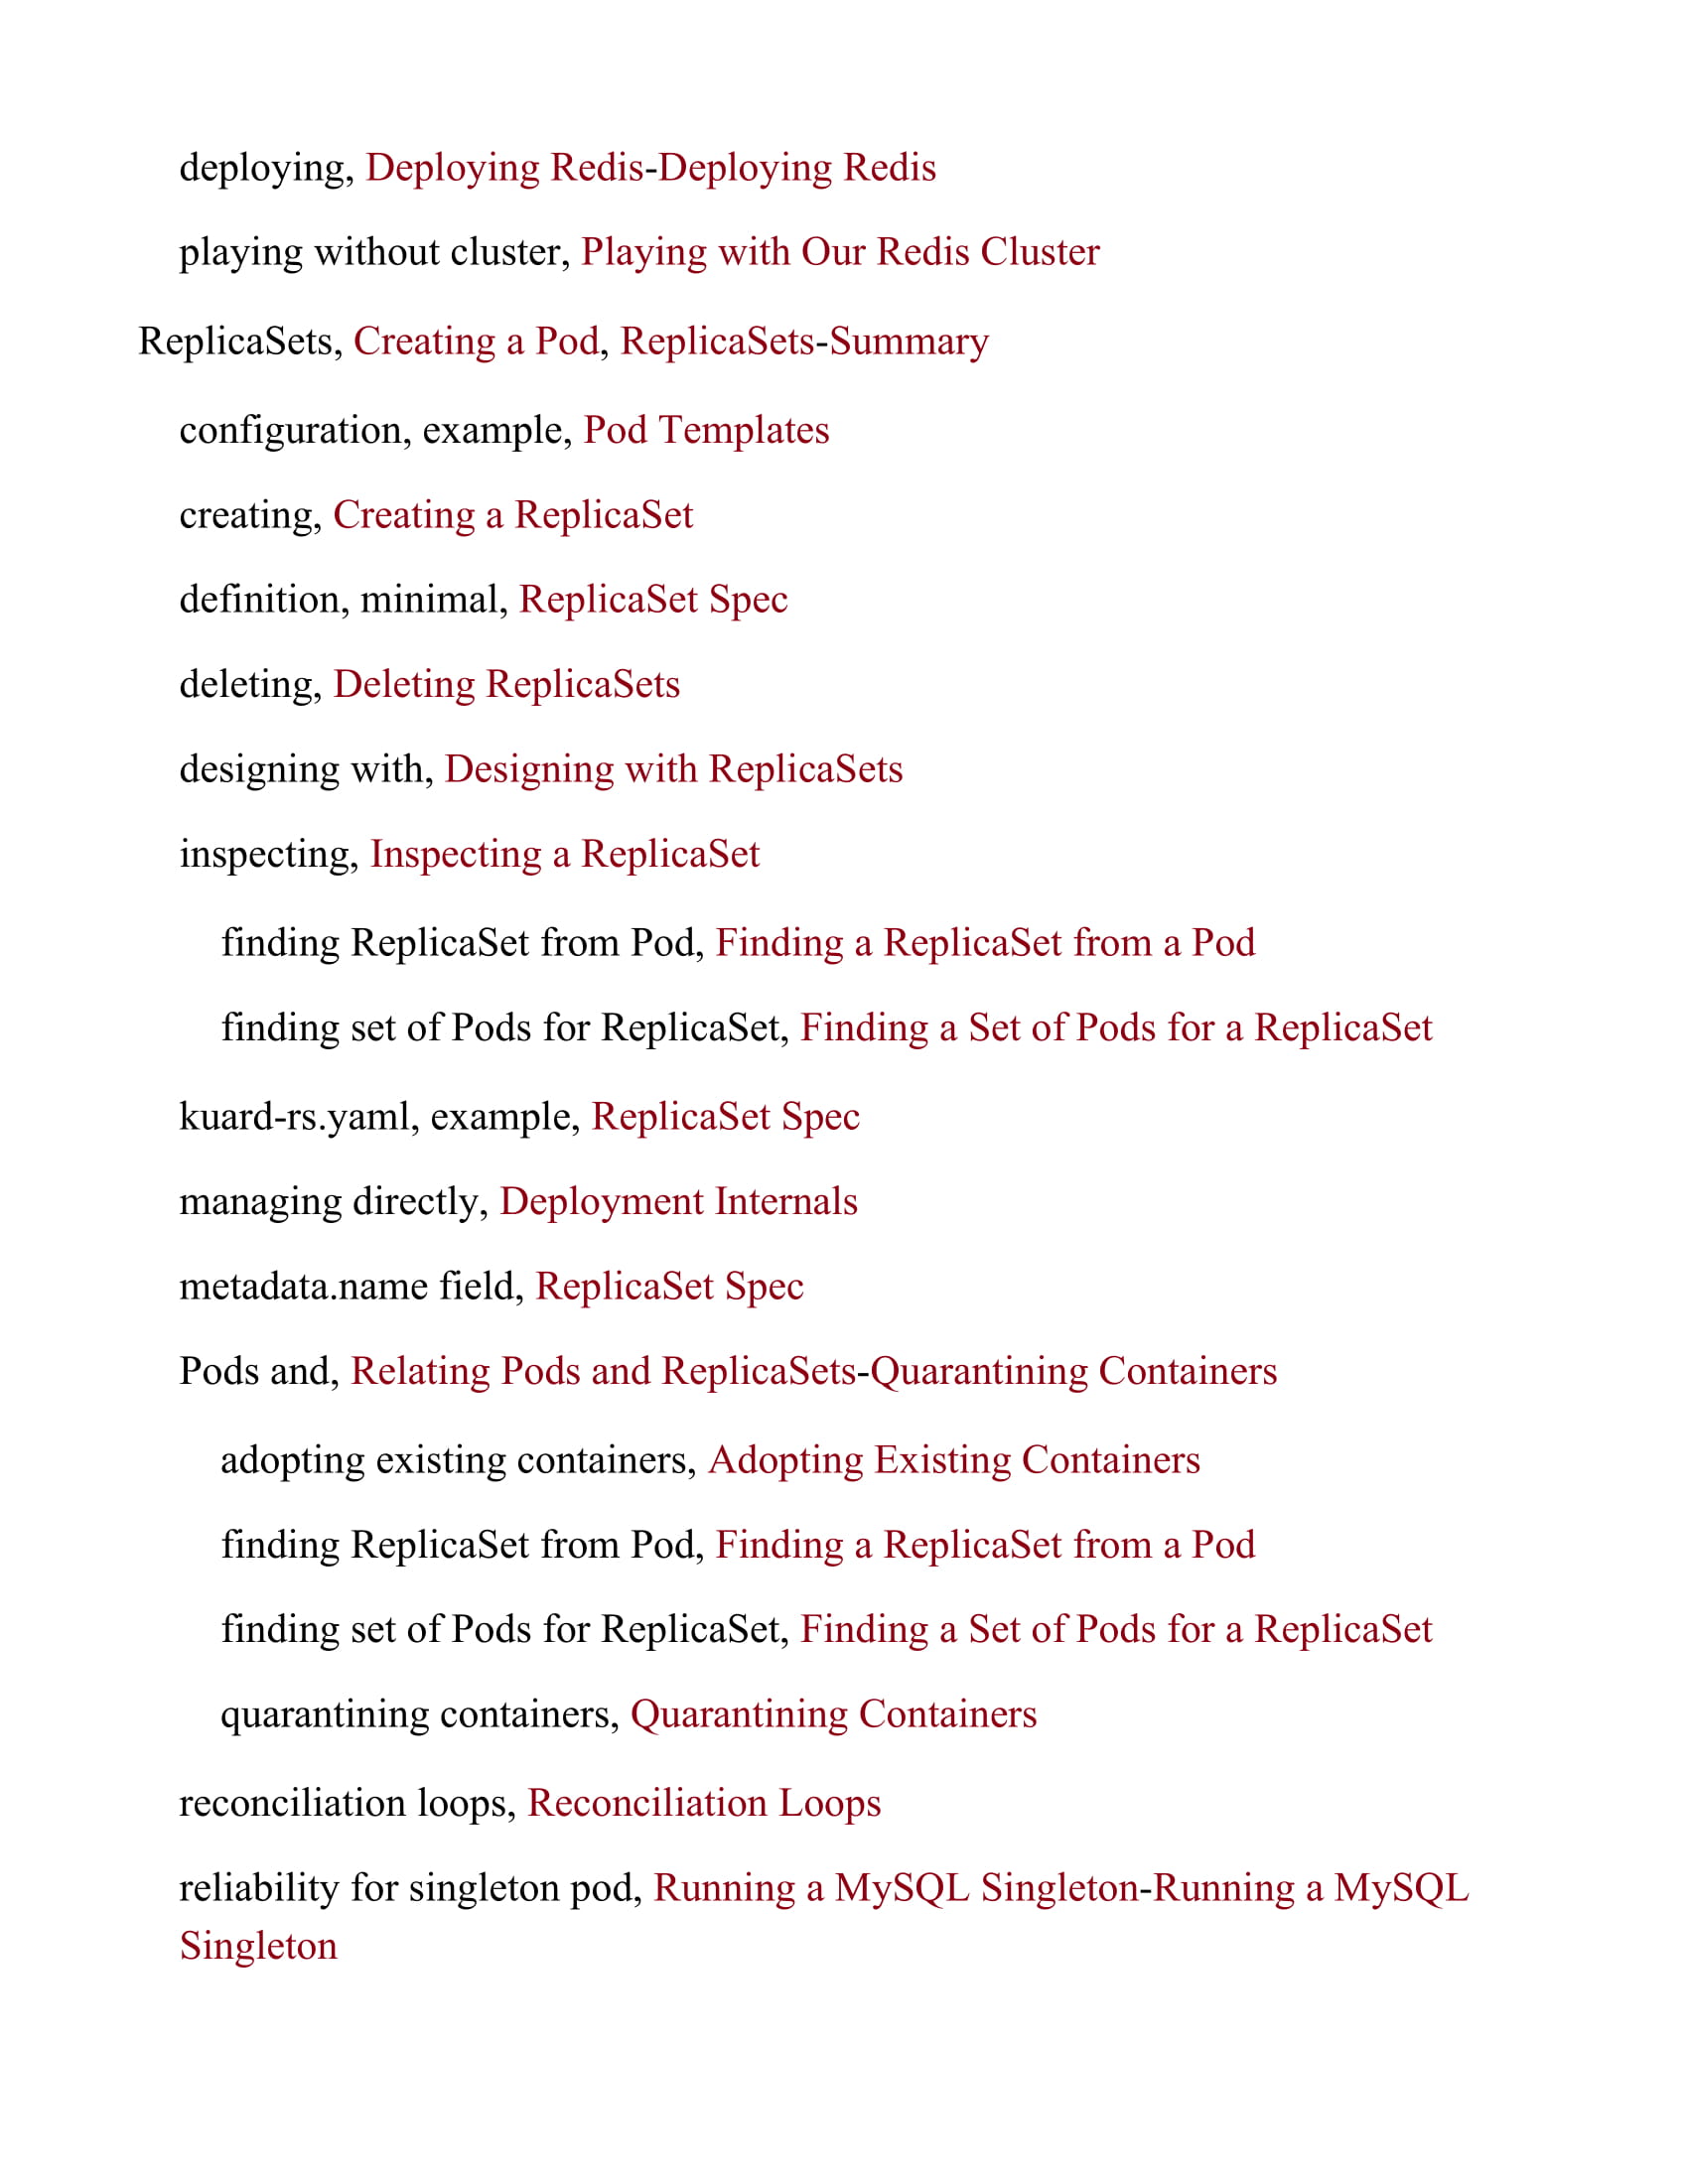 deploying, Deploying Redis-Deploying Redis
playing without cluster, Playing with Our Redis Cluster
ReplicaSets, Creating a Pod, ReplicaSets-Summary
configuration, example, Pod Templates
creating, Creating a ReplicaSet
definition, minimal, ReplicaSet Spec
deleting, Deleting ReplicaSets
designing with, Designing with ReplicaSets
inspecting, Inspecting a ReplicaSet
finding ReplicaSet from Pod, Finding a ReplicaSet from a Pod
finding set of Pods for ReplicaSet, Finding a Set of Pods for a ReplicaSet
kuard-rs.yaml, example, ReplicaSet Spec
managing directly, Deployment Internals
metadata.name field, ReplicaSet Spec
Pods and, Relating Pods and ReplicaSets-Quarantining Containers
adopting existing containers, Adopting Existing Containers
finding ReplicaSet from Pod, Finding a ReplicaSet from a Pod
finding set of Pods for ReplicaSet, Finding a Set of Pods for a ReplicaSet
quarantining containers, Quarantining Containers
reconciliation loops, Reconciliation Loops
reliability for singleton pod, Running a MySQL Singleton-Running a MySQL
Singleton